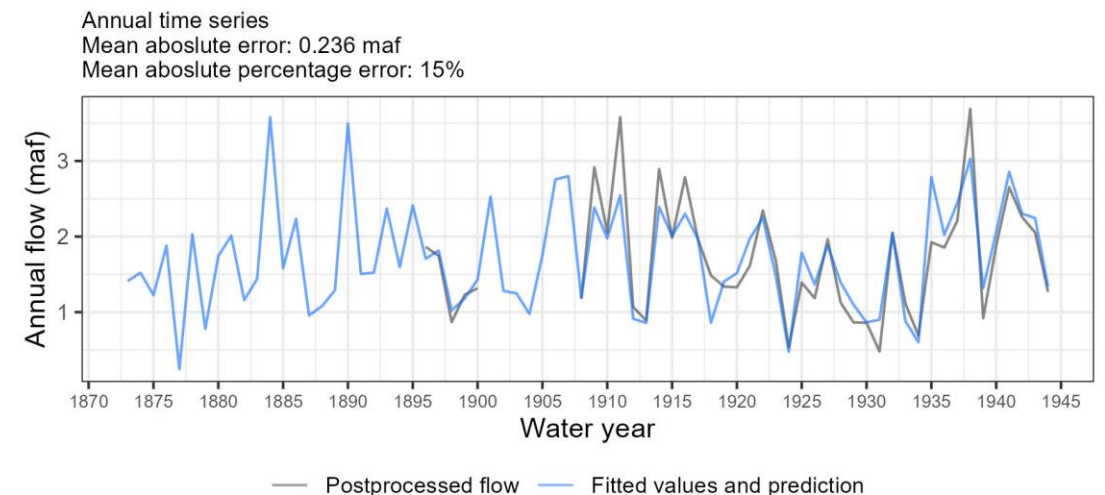 Annual time series
Mean aboslute error: 0.236 maf
Mean aboslute percentage error: 15%
Annual flow (maf)
3
2
1
1870 1875 1880 1885 1890 1895 1900 1905 1910 1915 1920 1925 1930 1935 1940 1945
Water year
Postprocessed flow Fitted values and prediction